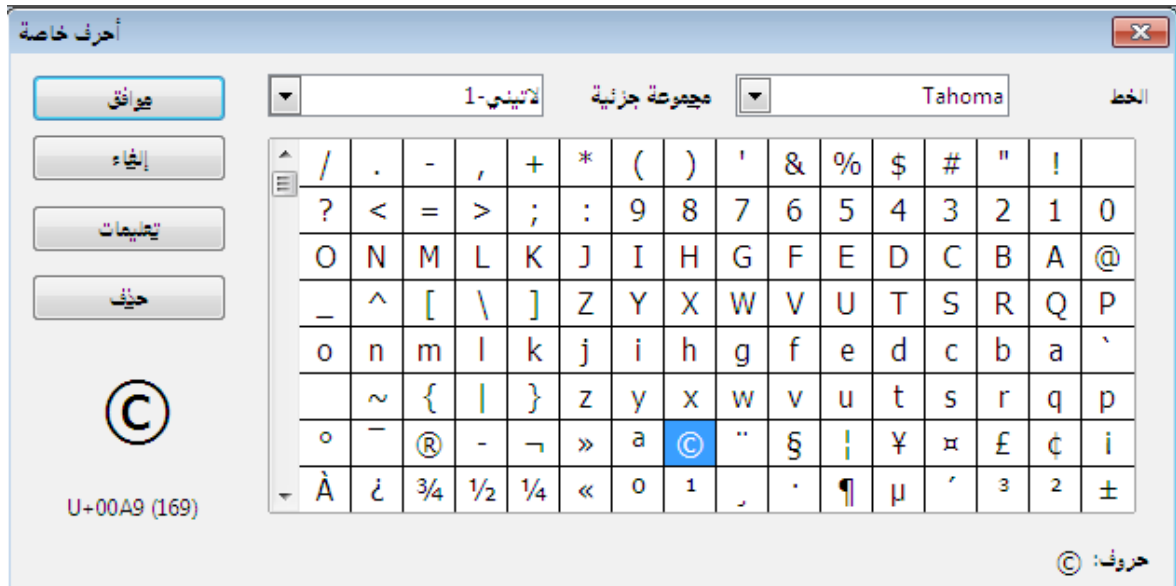 أحرف خاصة
الخط Tahoma مجموعة جزئية لاتيني-1
موافق
إلغاء
تعليمات
حذف
! " # $ % & ' ) ( * + , - . /
0 1 2 3 4 5 6 7 8 9 : ; > = < ?
@ A B C D E F G H I J K L M N O
P Q R S T U V W X Y Z ] \ [ ^ _
` a b c d e f g h i j k l m n o
p q r s t u v w x y z } | { ~
¡ ¢ £ ¤ ¥ ¦ § ¨ © ª » ¬ - ® ¯ °
± ² ³ ´ µ ¶ · ¸ ¹ º « ¼ ½ ¾ ¿ À
©
U+00A9 (169)
حروف: ©